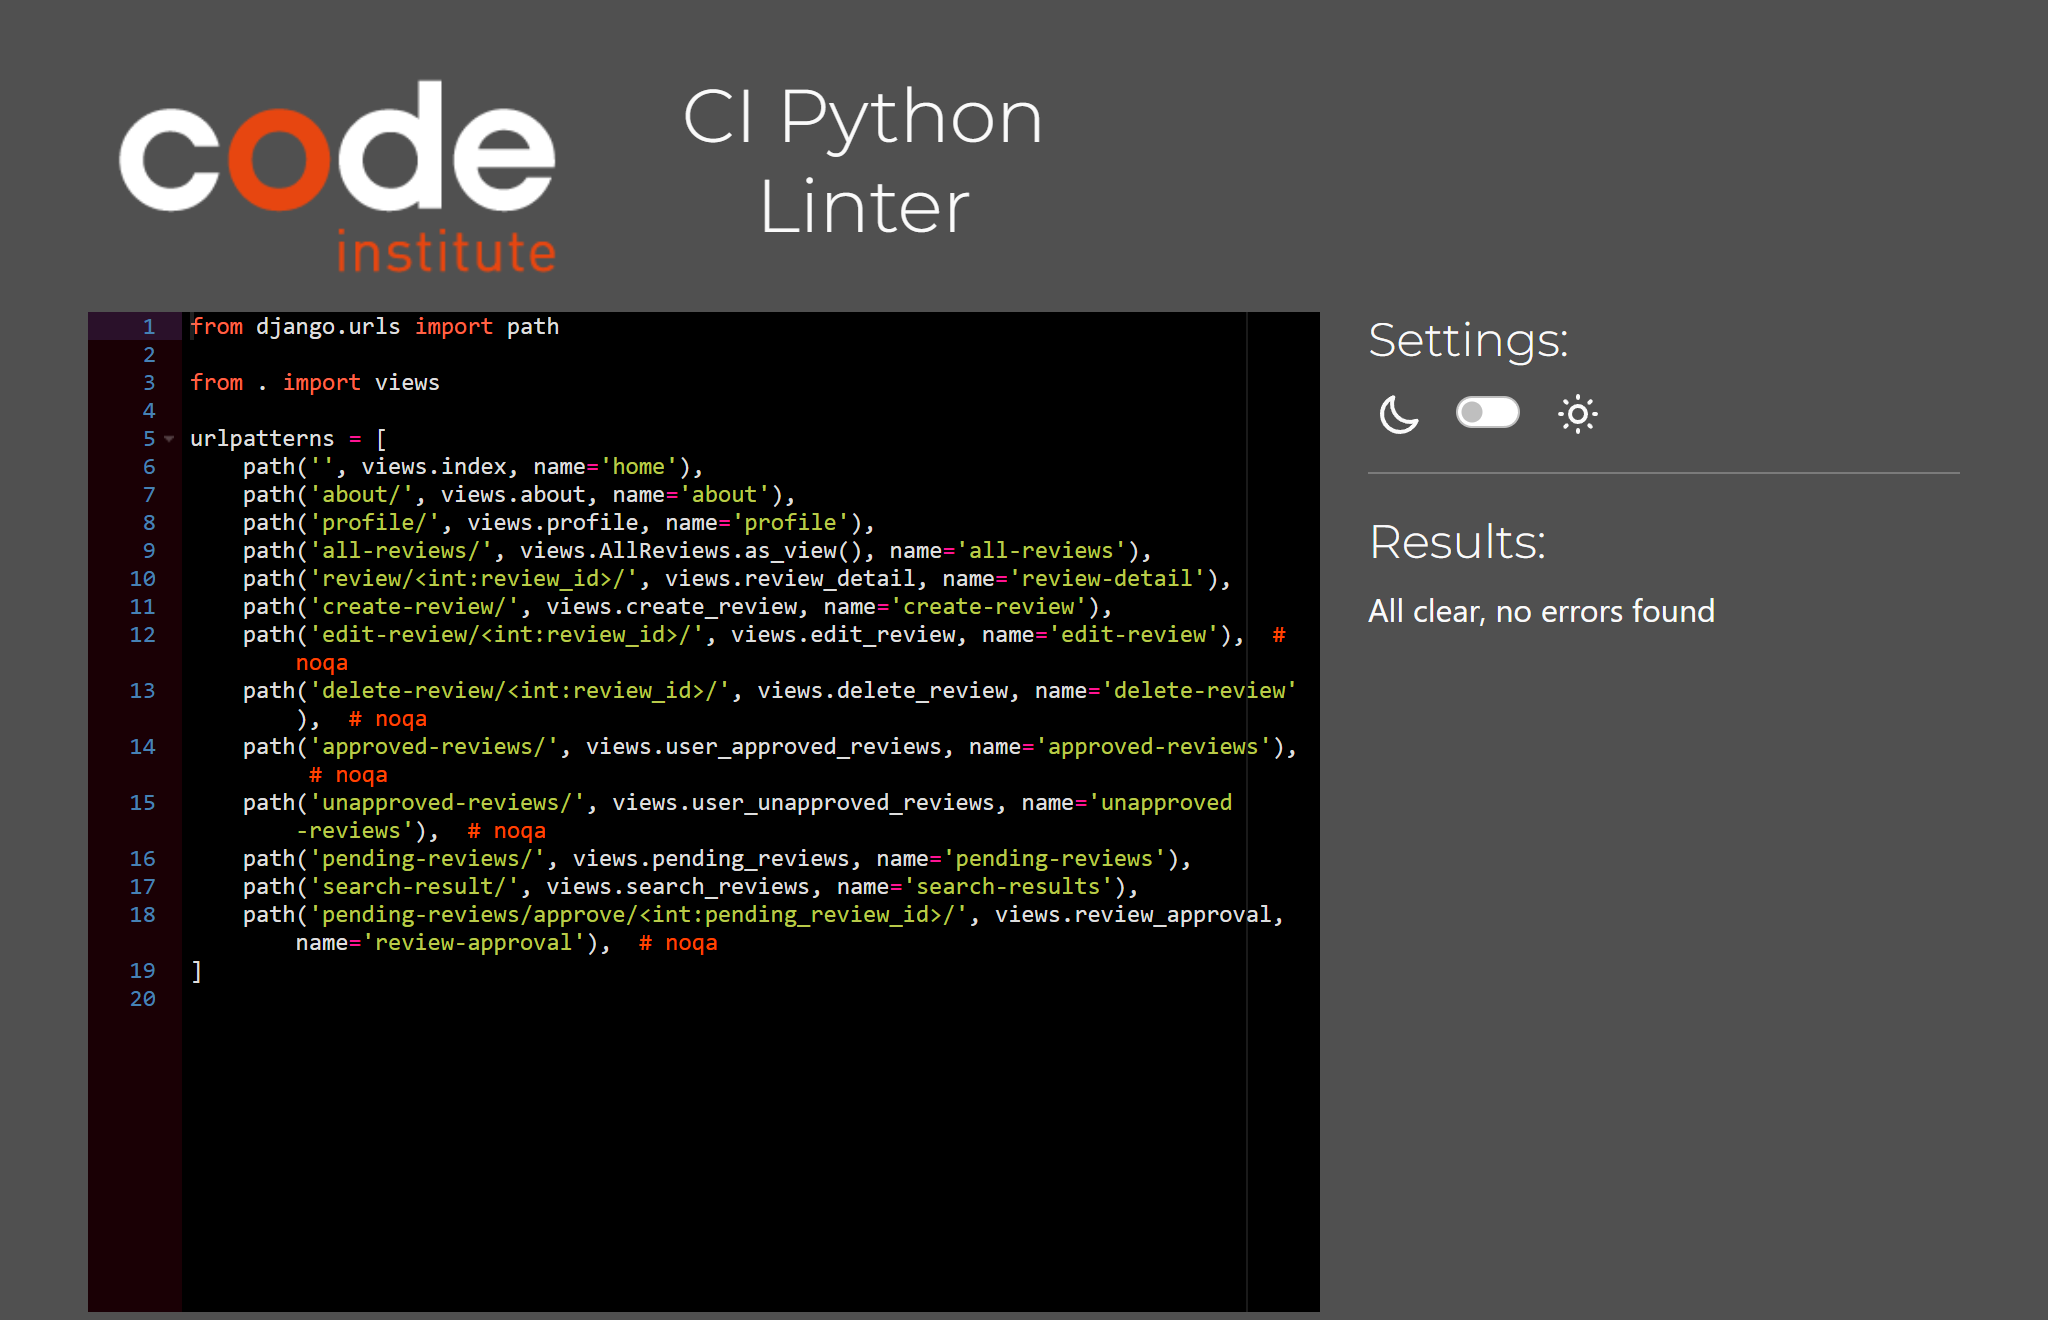 code
institute
CI Python
Linter
1 from django.urls import path
2
3 from . import views
4
5 urlpatterns = [
6     path('', views.index, name='home'),
7     path('about/', views.about, name='about'),
8     path('profile/', views.profile, name='profile'),
9     path('all-reviews/', views.AllReviews.as_view(), name='all-reviews'),
10     path('review/<int:review_id>/', views.review_detail, name='review-detail'),
11     path('create-review/', views.create_review, name='create-review'),
12     path('edit-review/<int:review_id>/', views.edit_review, name='edit-review'),  #
noqa
13     path('delete-review/<int:review_id>/', views.delete_review, name='delete-review'
),  # noqa
14     path('approved-reviews/', views.user_approved_reviews, name='approved-reviews'),
# noqa
15     path('unapproved-reviews/', views.user_unapproved_reviews, name='unapproved
-reviews'),  # noqa
16     path('pending-reviews/', views.pending_reviews, name='pending-reviews'),
17     path('search-result/', views.search_reviews, name='search-results'),
18     path('pending-reviews/approve/<int:pending_review_id>/', views.review_approval,
name='review-approval'),  # noqa
19 ]
20
Settings:
Results:
All clear, no errors found